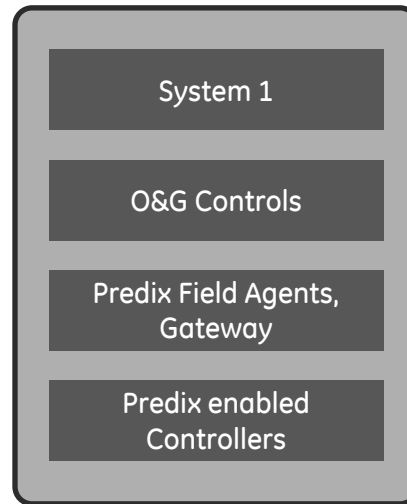 System 1
O&G Controls
Predix Field Agents,
Gateway
Predix enabled
Controllers